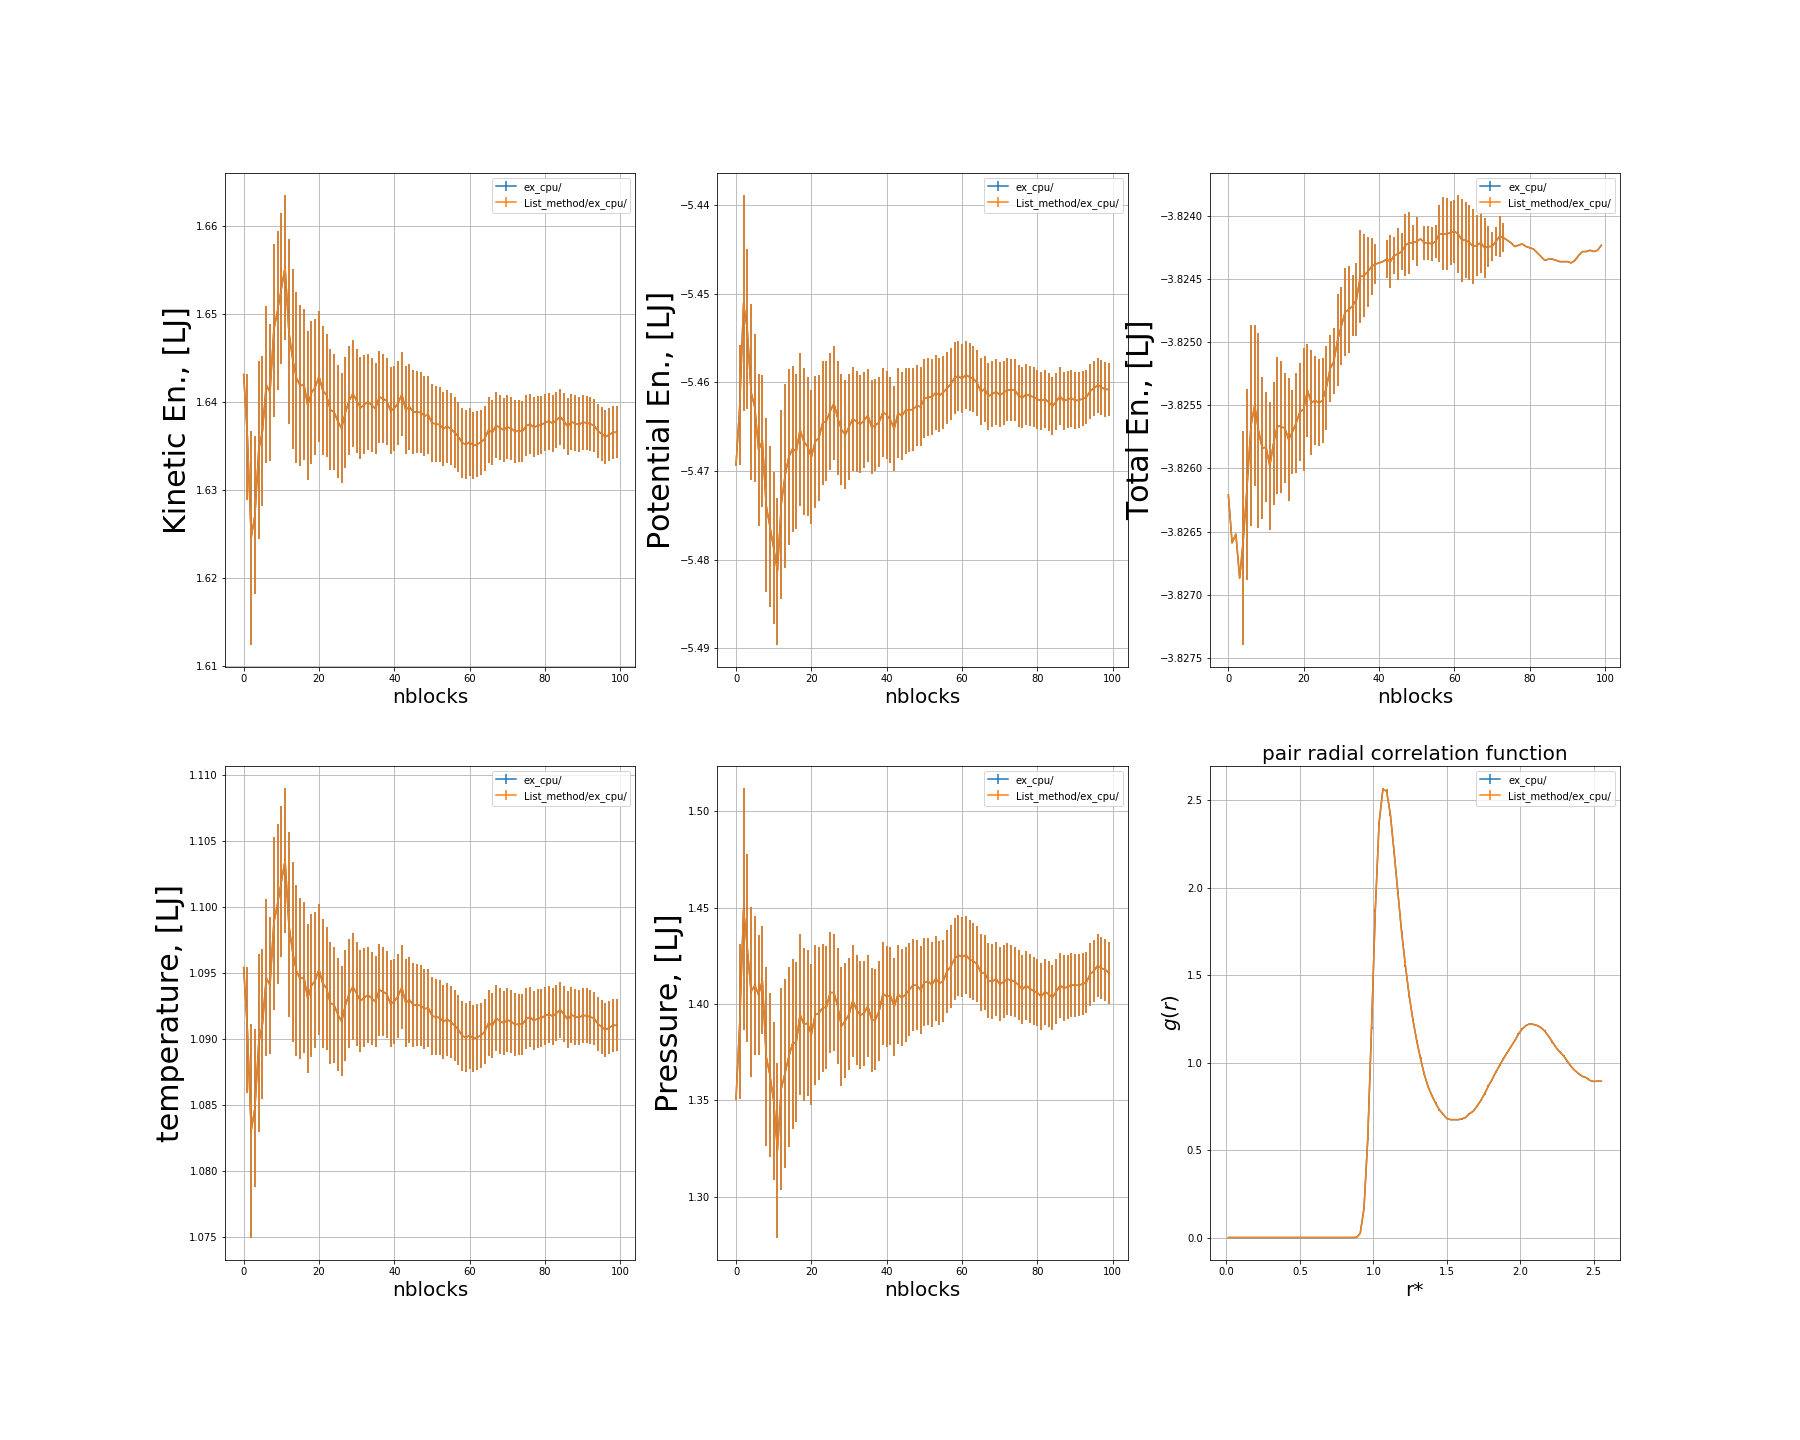 ex_cpu/
List_method/ex_cpu/
1.66
1.65
1.64
1.63
1.62
1.61
Kinetic En., [LJ]
0 20 40 60 80 100
nblocks
ex_cpu/
List_method/ex_cpu/
−5.44
−5.45
−5.46
−5.47
−5.48
−5.49
Potential En., [LJ]
0 20 40 60 80 100
nblocks
ex_cpu/
List_method/ex_cpu/
−3.8240
−3.8245
−3.8250
−3.8255
−3.8260
−3.8265
−3.8270
−3.8275
Total En., [LJ]
0 20 40 60 80 100
nblocks
ex_cpu/
List_method/ex_cpu/
1.110
1.105
1.100
1.095
1.090
1.085
1.080
1.075
temperature, [LJ]
0 20 40 60 80 100
nblocks
ex_cpu/
List_method/ex_cpu/
1.50
1.45
1.40
1.35
1.30
Pressure, [LJ]
0 20 40 60 80 100
nblocks
pair radial correlation function
ex_cpu/
List_method/ex_cpu/
2.5
2.0
1.5
1.0
0.5
0.0
g(r)
0.0 0.5 1.0 1.5 2.0 2.5
r*